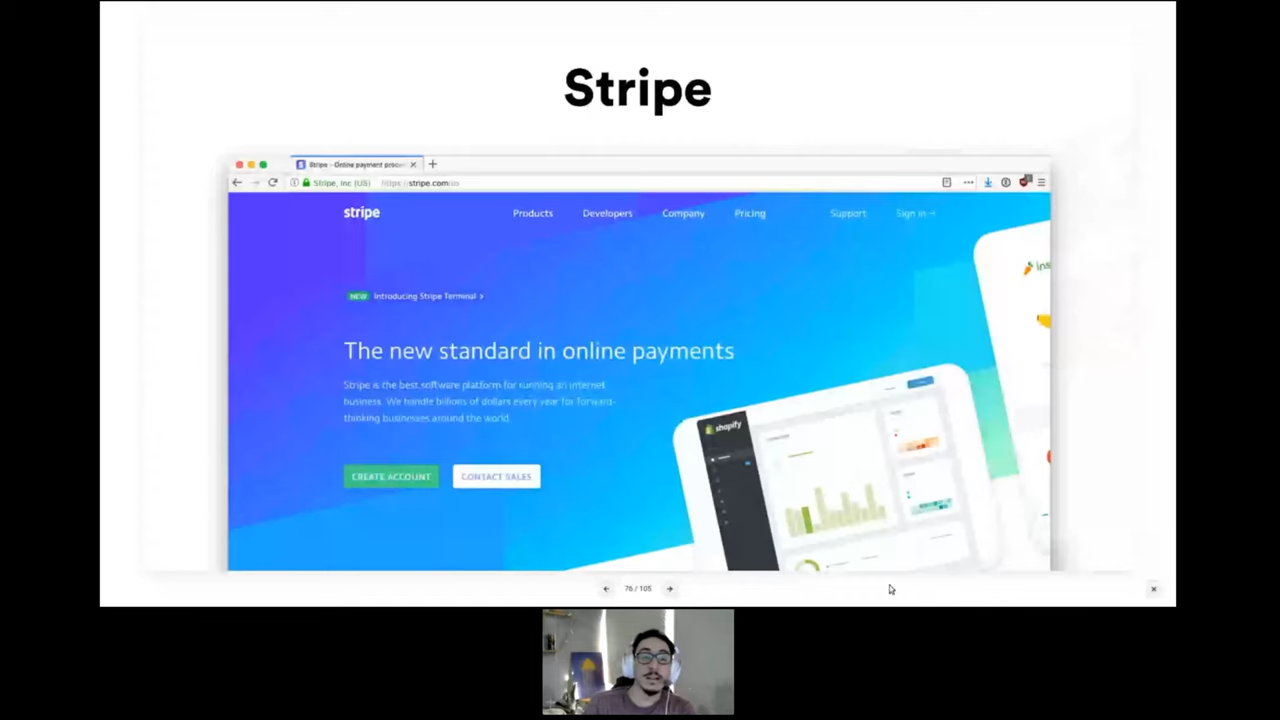 Stripe
Stripe - Online payment proce
Stripe, Inc (US) https://stripe.com
stripe Products Developers Company Pricing Support Sign in
NEW Introducing Stripe Terminal
The new standard in online payments
Stripe is the best software platform for running an internet
business. We handle billions of dollars every year for forward-
thinking businesses around the world.
CREATE ACCOUNT CONTACT SALES
shopify
76 / 105